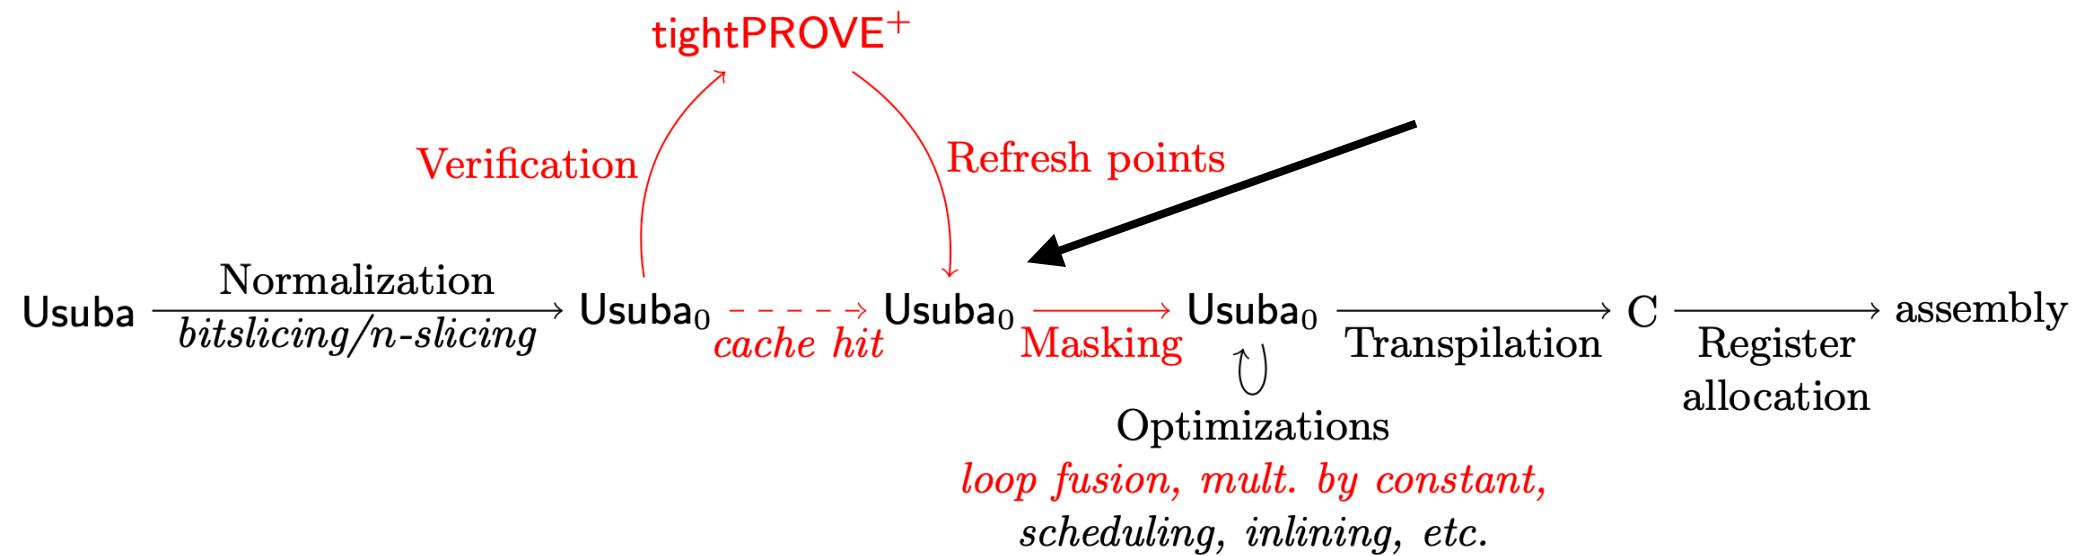 tightPROVE⁺
Verification
Refresh points
Usuba
Normalization
bitslicing/n-slicing
Usuba₀
cache hit
Usuba₀
Masking
Usuba₀
Transpilation
C
Register
allocation
assembly
Optimizations
loop fusion, mult. by constant,
scheduling, inlining, etc.